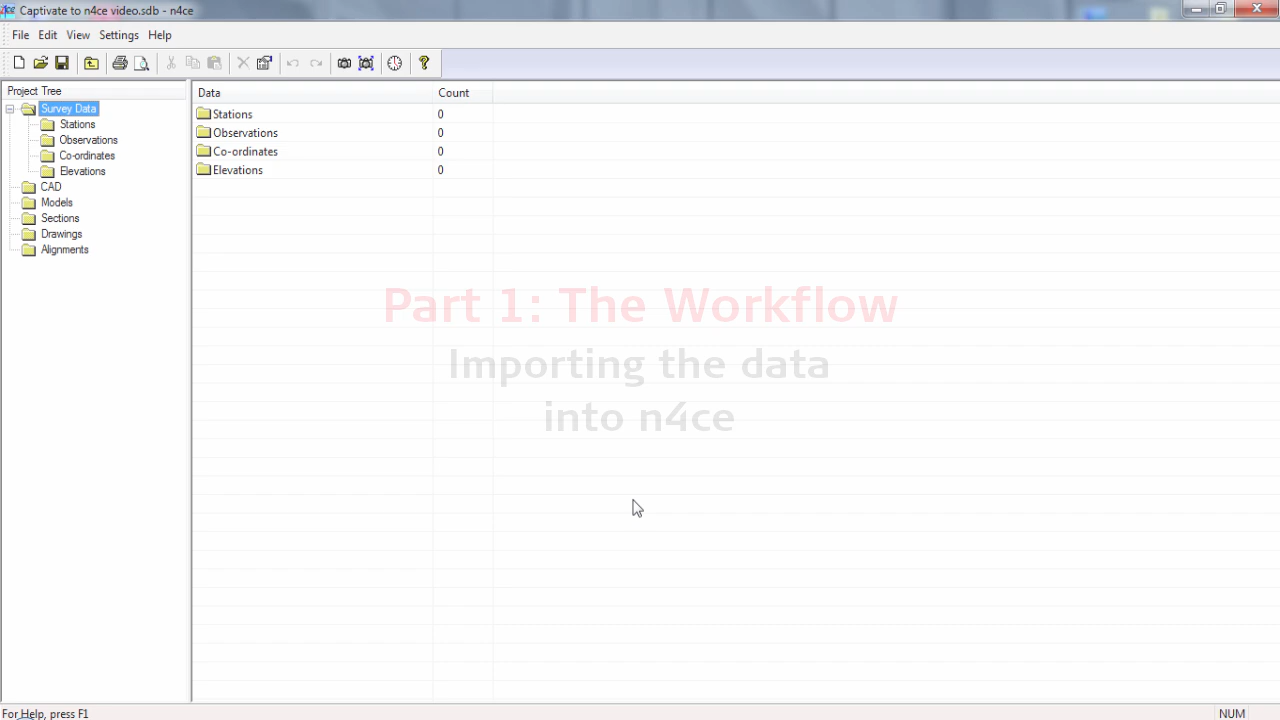 Captivate to n4ce video.sdb - n4ce
File Edit View Settings Help
Project Tree
Survey Data
Stations
Observations
Co-ordinates
Elevations
CAD
Models
Sections
Drawings
Alignments
Data Count
Stations 0
Observations 0
Co-ordinates 0
Elevations 0
Part 1: The Workflow
Importing the data
into n4ce
For Help, press F1
NUM